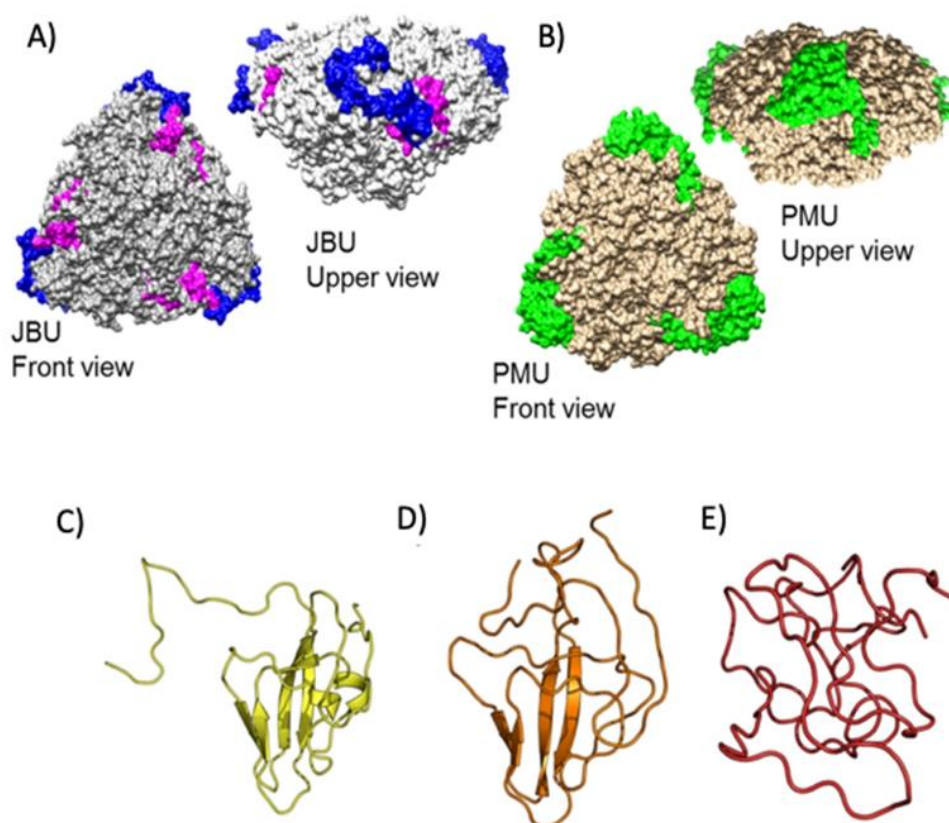 A)
JBU
Front view
JBU
Upper view
B)
PMU
Front view
PMU
Upper view
C)
D)
E)